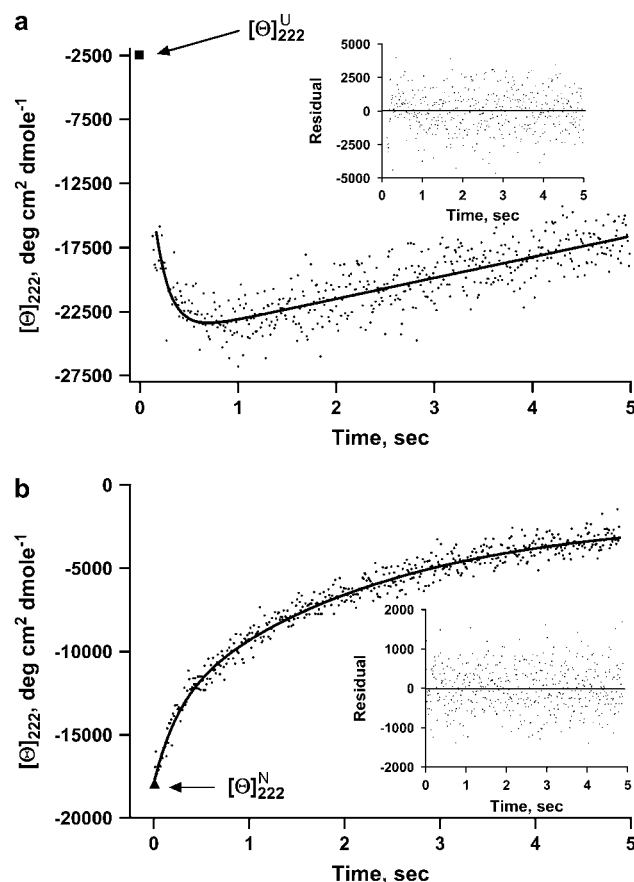 a
[Θ]U222
-2500
-7500
-12500
-17500
-22500
-27500
[Θ]222, deg cm2 dmole-1
0 1 2 3 4 5
Time, sec
5000
2500
0
-2500
-5000
Residual
0 1 2 3 4 5
Time, sec
b
0
-5000
-10000
-15000
-20000
[Θ]222, deg cm2 dmole-1
[Θ]N222
0 1 2 3 4 5
Time, sec
2000
1000
0
-1000
-2000
Residual
0 1 2 3 4 5
Time, sec